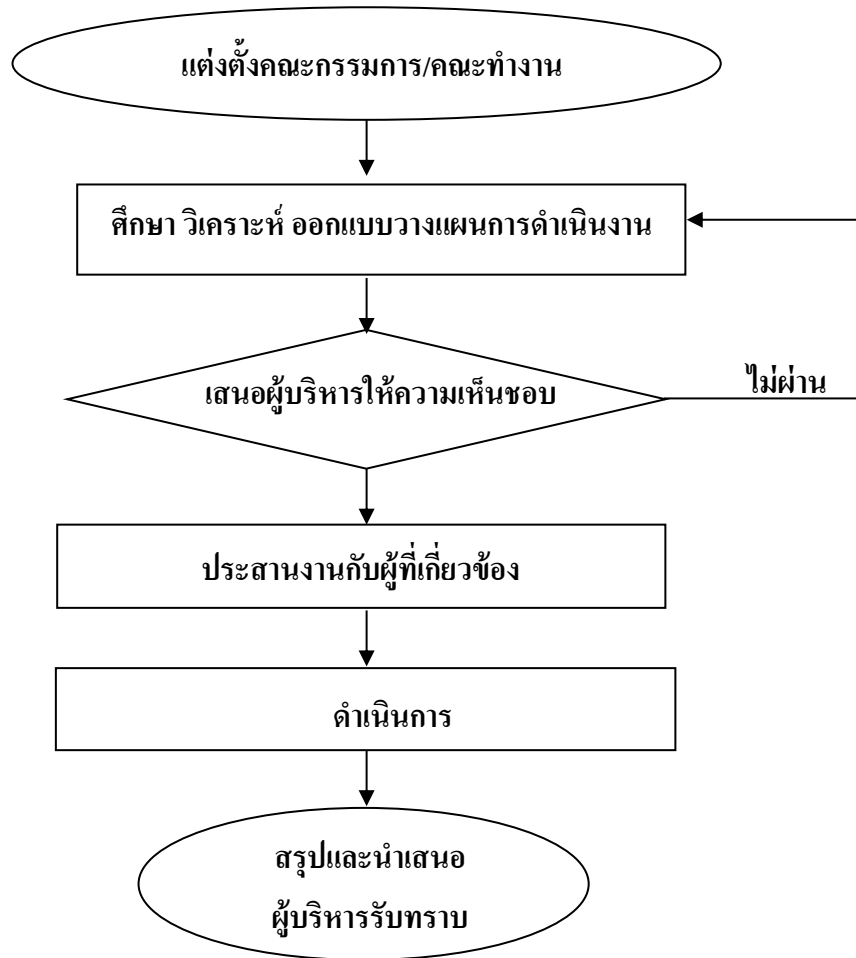 แต่งตั้งคณะกรรมการ/คณะทำงาน
ศึกษา วิเคราะห์ ออกแบบวางแผนการดำเนินงาน
เสนอผู้บริหารให้ความเห็นชอบ
ไม่ผ่าน
ประสานงานกับผู้ที่เกี่ยวข้อง
ดำเนินการ
สรุปและนำเสนอ
ผู้บริหารรับทราบ